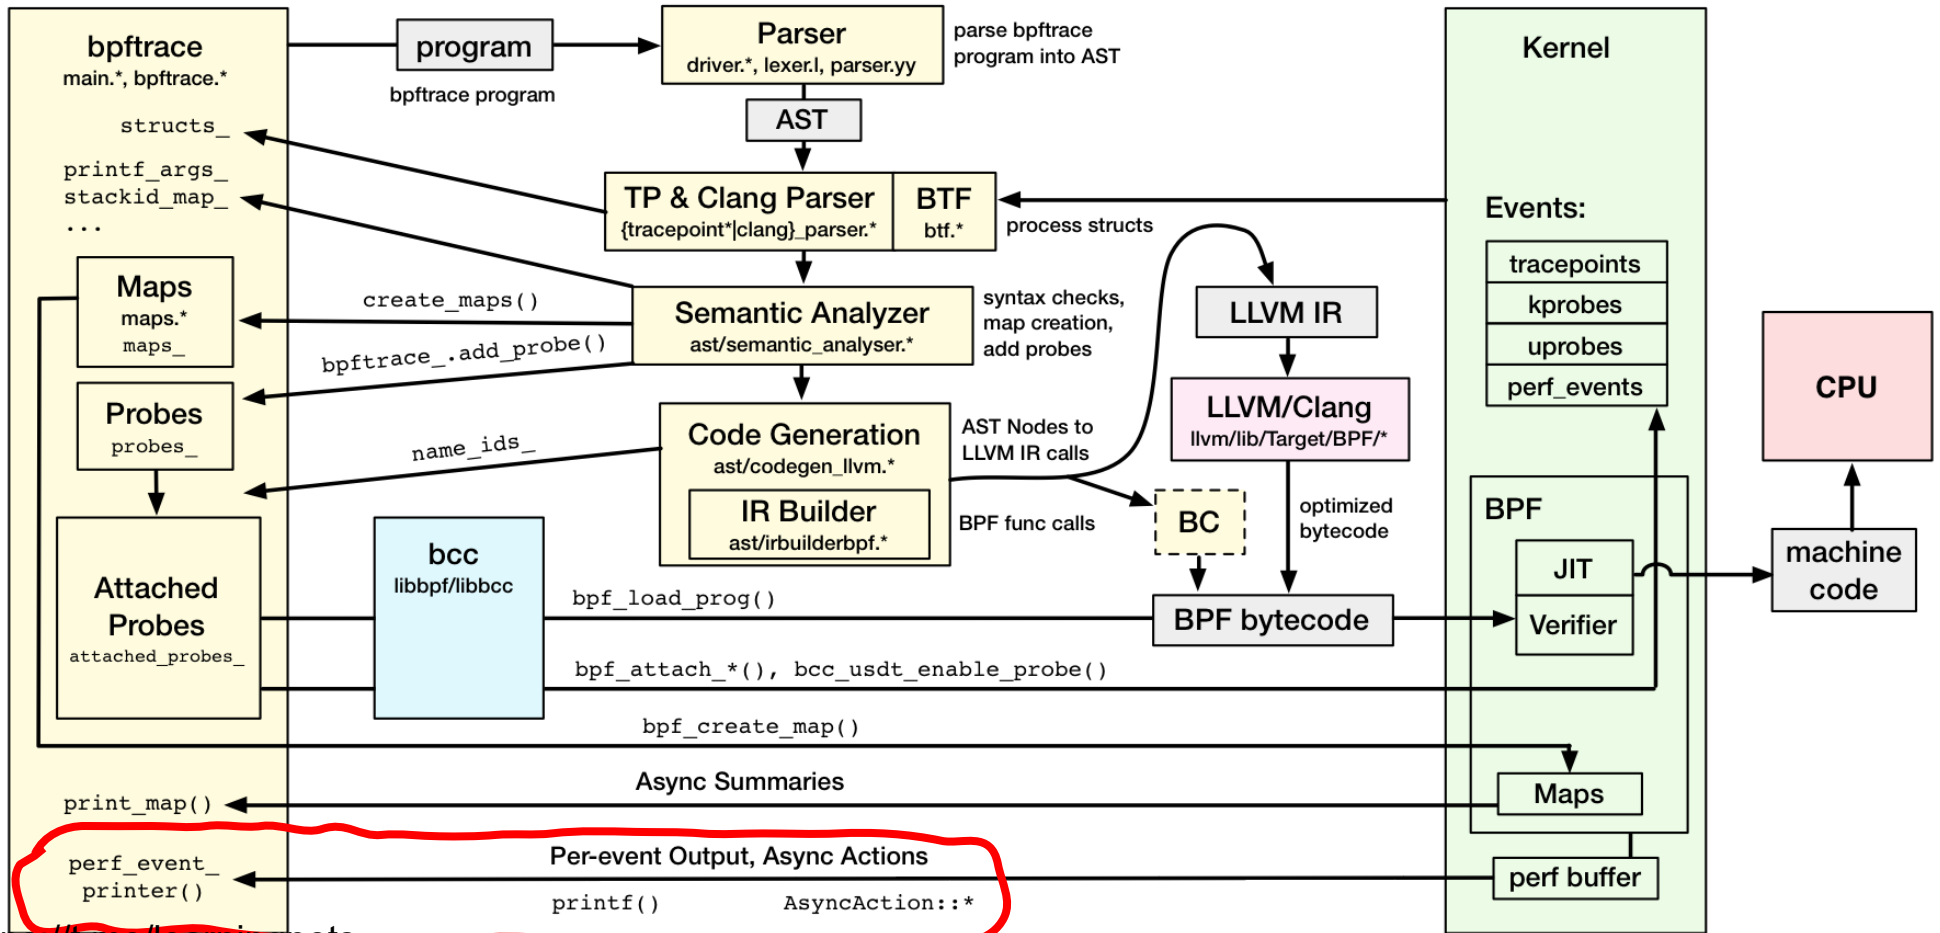 bpftrace
main.*, bpftrace.*
structs_
printf_args_
stackid_map_
...
Maps
maps.*
maps_
Probes
probes_
Attached
Probes
attached_probes_
print_map()
perf_event_
printer()
program
bpftrace program
Parser
driver.*, lexer.l, parser.yy
parse bpftrace
program into AST
AST
TP & Clang Parser
{tracepoint*|clang}_parser.*
BTF
btf.*
process structs
create_maps()
bpftrace_.add_probe()
Semantic Analyzer
ast/semantic_analyser.*
syntax checks,
map creation,
add probes
name_ids_
Code Generation
ast/codegen_llvm.*
IR Builder
ast/irbuilderbpf.*
AST Nodes to
LLVM IR calls
BPF func calls
LLVM IR
LLVM/Clang
llvm/lib/Target/BPF/*
BC
optimized
bytecode
bcc
libbpf/libbcc
bpf_load_prog()
BPF bytecode
bpf_attach_*(), bcc_usdt_enable_probe()
bpf_create_map()
Async Summaries
Per-event Output, Async Actions
printf() AsyncAction::*
Kernel
Events:
tracepoints
kprobes
uprobes
perf_events
BPF
JIT
Verifier
Maps
perf buffer
CPU
machine
code